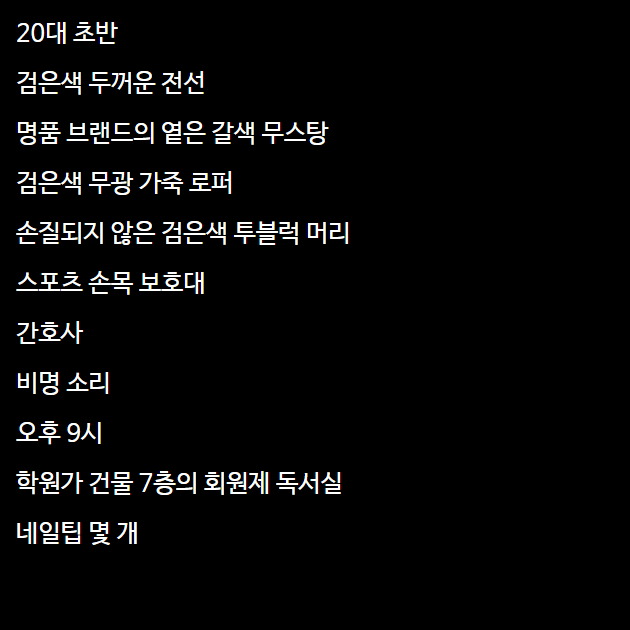 20대 초반
검은색 두꺼운 전선
명품 브랜드의 옅은 갈색 무스탕
검은색 무광 가죽 로퍼
손질되지 않은 검은색 투블럭 머리
스포츠 손목 보호대
간호사
비명 소리
오후 9시
학원가 건물 7층의 회원제 독서실
네일팁 몇 개